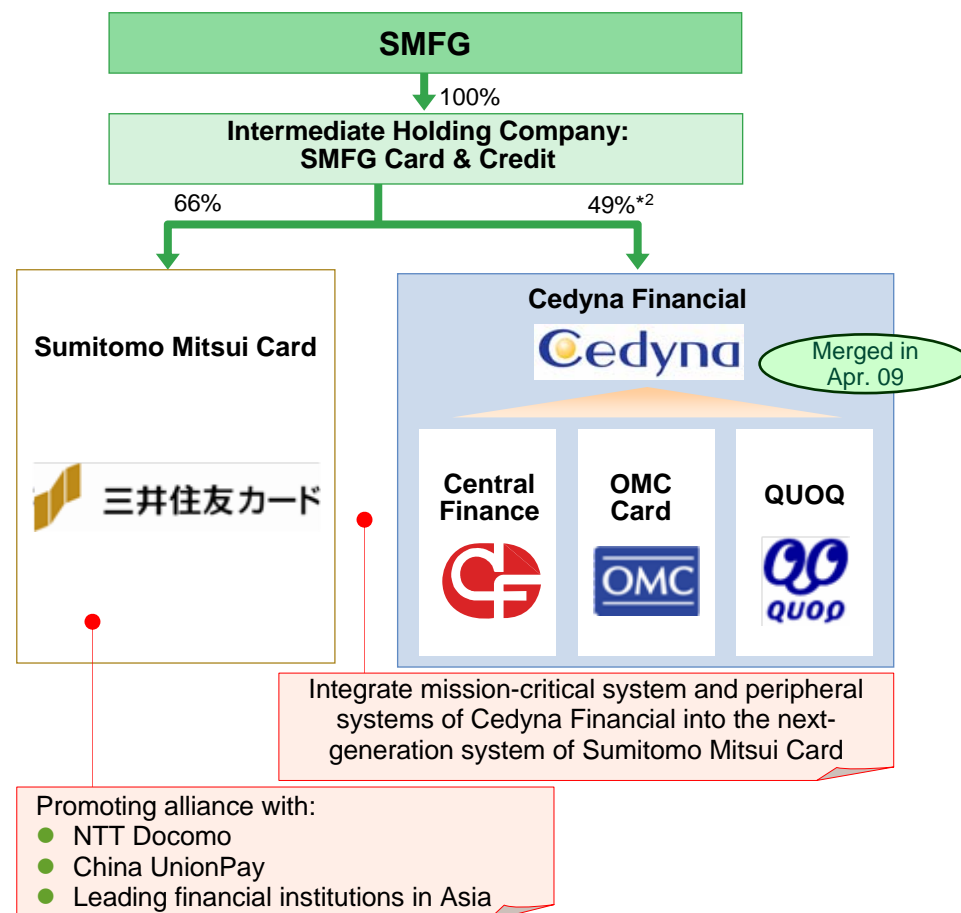 SMFG
100%
Intermediate Holding Company:
SMFG Card & Credit
66%
49%*2
Sumitomo Mitsui Card
三井住友カード
Cedyna Financial
Cedyna
Merged in
Apr. 09
Central
Finance
CF
OMC
Card
OMC
QUOQ
QUOQ
Integrate mission-critical system and peripheral
systems of Cedyna Financial into the next-
generation system of Sumitomo Mitsui Card
Promoting alliance with:
● NTT Docomo
● China UnionPay
● Leading financial institutions in Asia